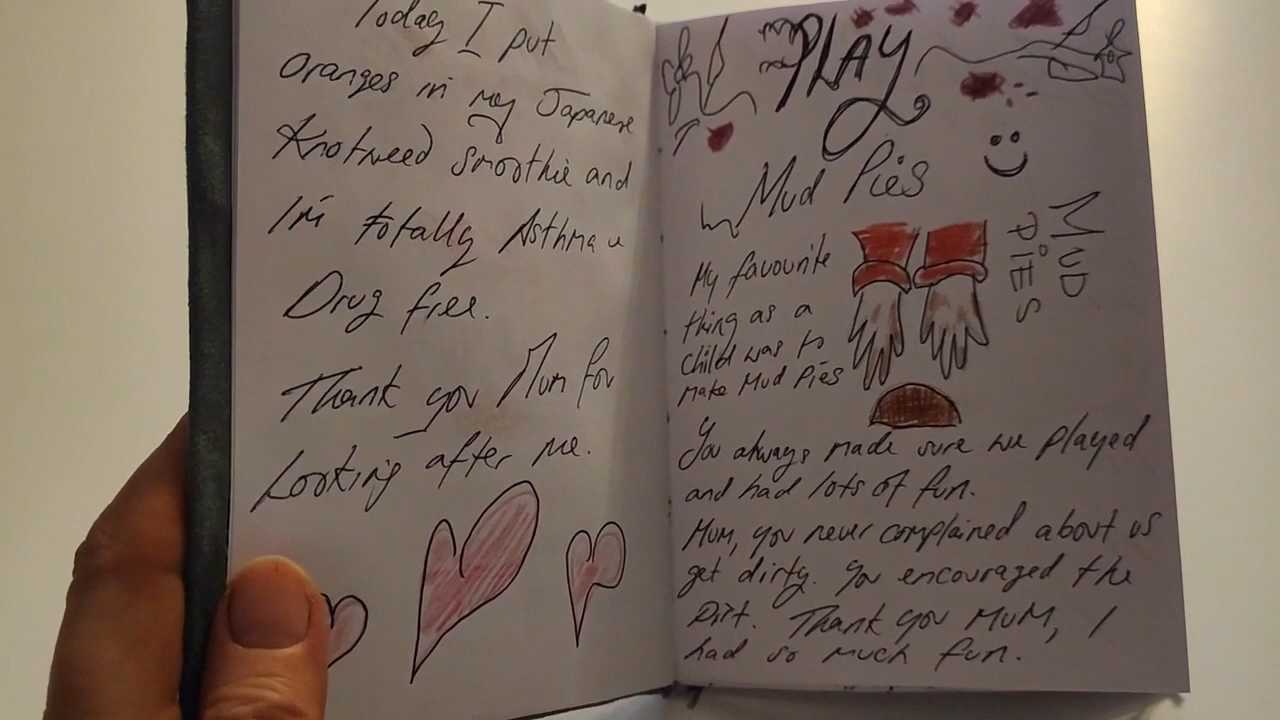 Today I put
Oranges in my Japanese
Knotweed smoothie and
I'm totally Asthma
Drug free.
Thank you Mum for
Looking after me.
PLAY
Mud Pies
MUD
PIES
My favourite
thing as a
child was to
make Mud Pies
You always made sure we played
and had lots of fun.
Mum, you never complained about us
get dirty. You encouraged the
Dirt. Thank you MUM, I
had so much fun.